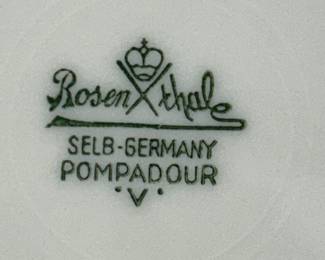 Rosenthal
SELB-GERMANY
POMPADOUR
"V"